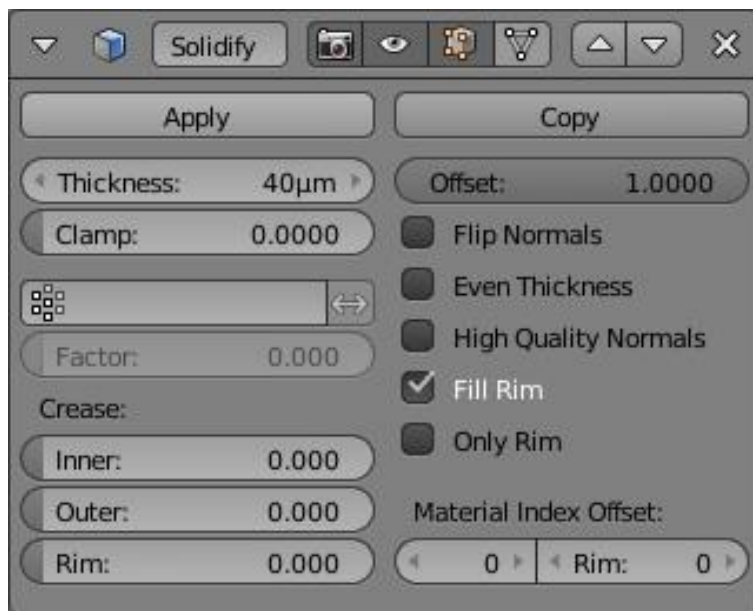 Solidify
Apply
Copy
Thickness: 40µm
Offset: 1.0000
Clamp: 0.0000
Flip Normals
Even Thickness
High Quality Normals
Factor: 0.000
Fill Rim
Crease:
Only Rim
Inner: 0.000
Outer: 0.000
Material Index Offset:
Rim: 0.000
0
Rim: 0